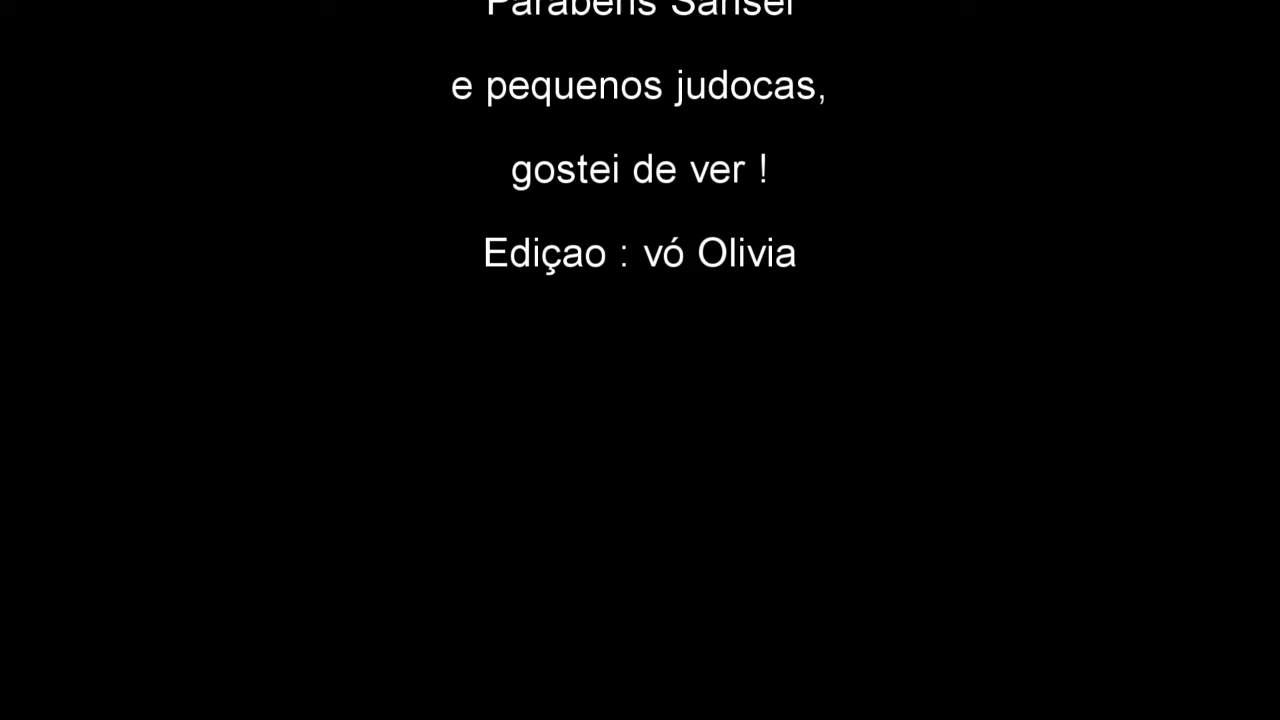 Parabens Sansei
e pequenos judocas,
gostei de ver !
Ediçao : vó Olivia